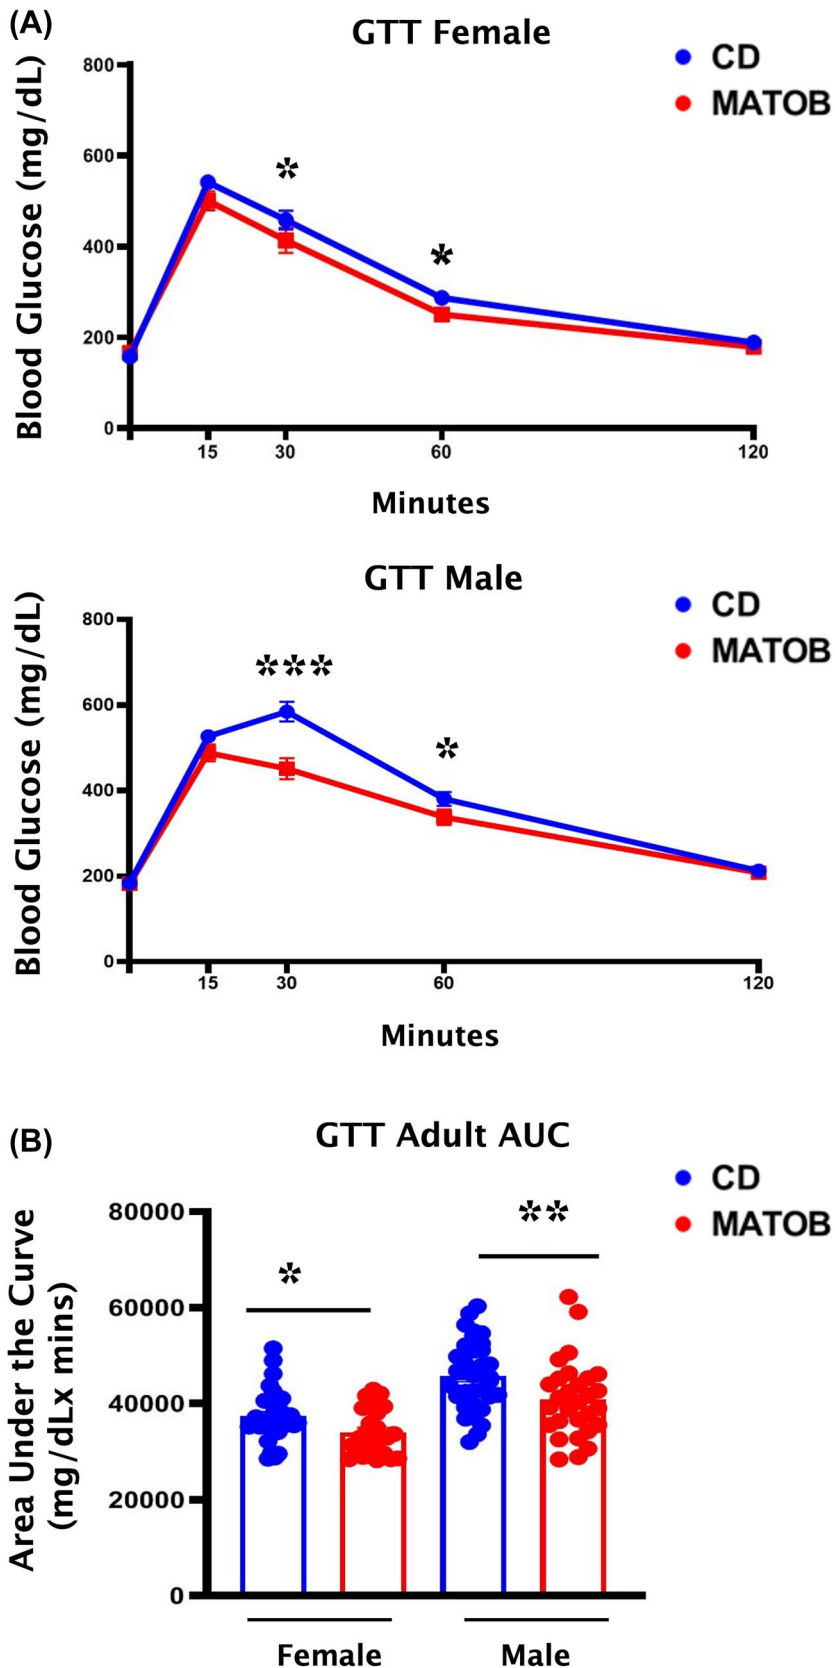 (A)
GTT Female
CD
MATOB
Blood Glucose (mg/dL)
800
600
400
200
0
*
*
15 30 60 120
Minutes
GTT Male
CD
MATOB
Blood Glucose (mg/dL)
800
600
400
200
0
***
*
15 30 60 120
Minutes
(B)
GTT Adult AUC
CD
MATOB
Area Under the Curve
(mg/dLx mins)
80000
60000
40000
20000
0
*
**
Female Male